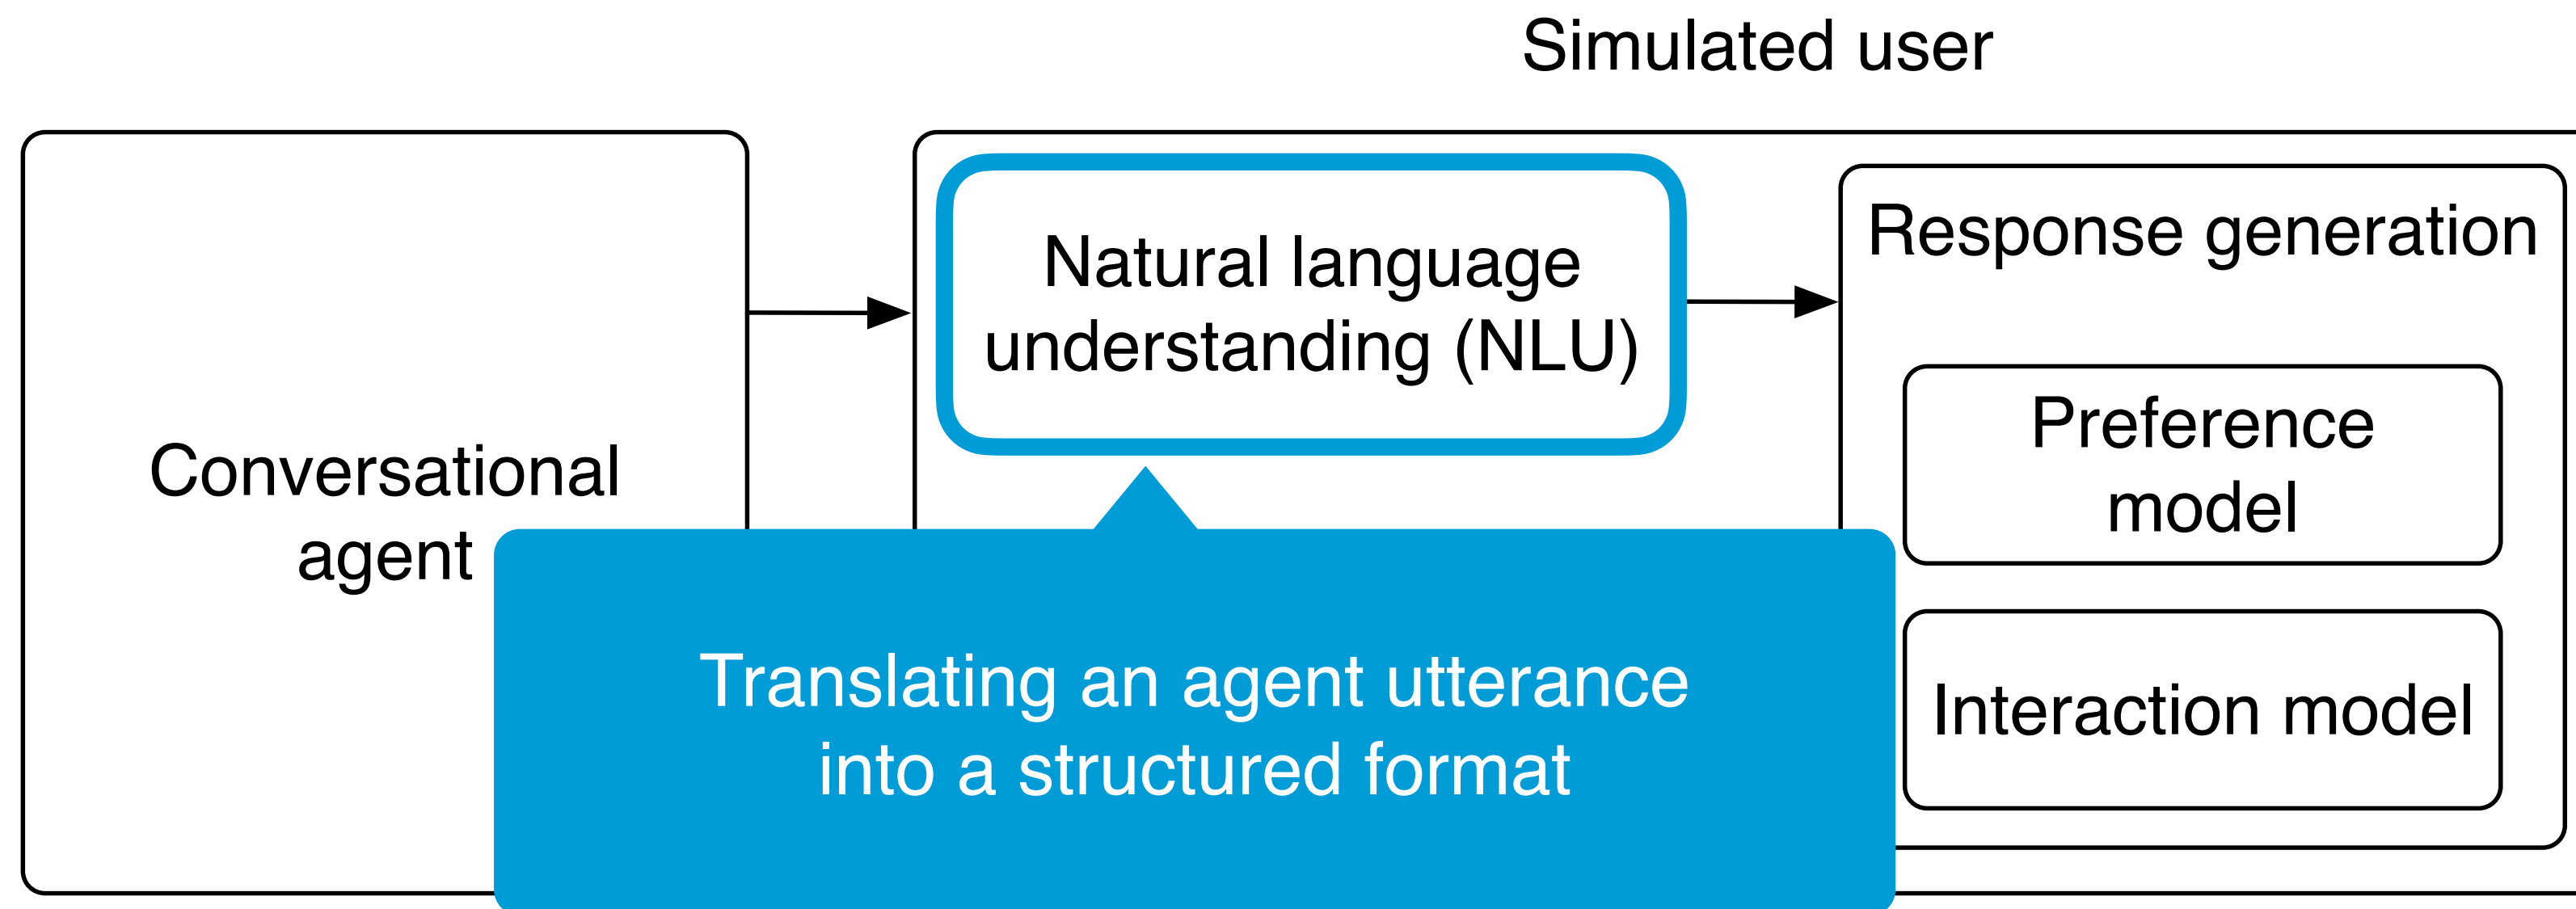 Simulated user
Conversational
agent
Natural language
understanding (NLU)
Response generation
Preference
model
Interaction model
Translating an agent utterance
into a structured format